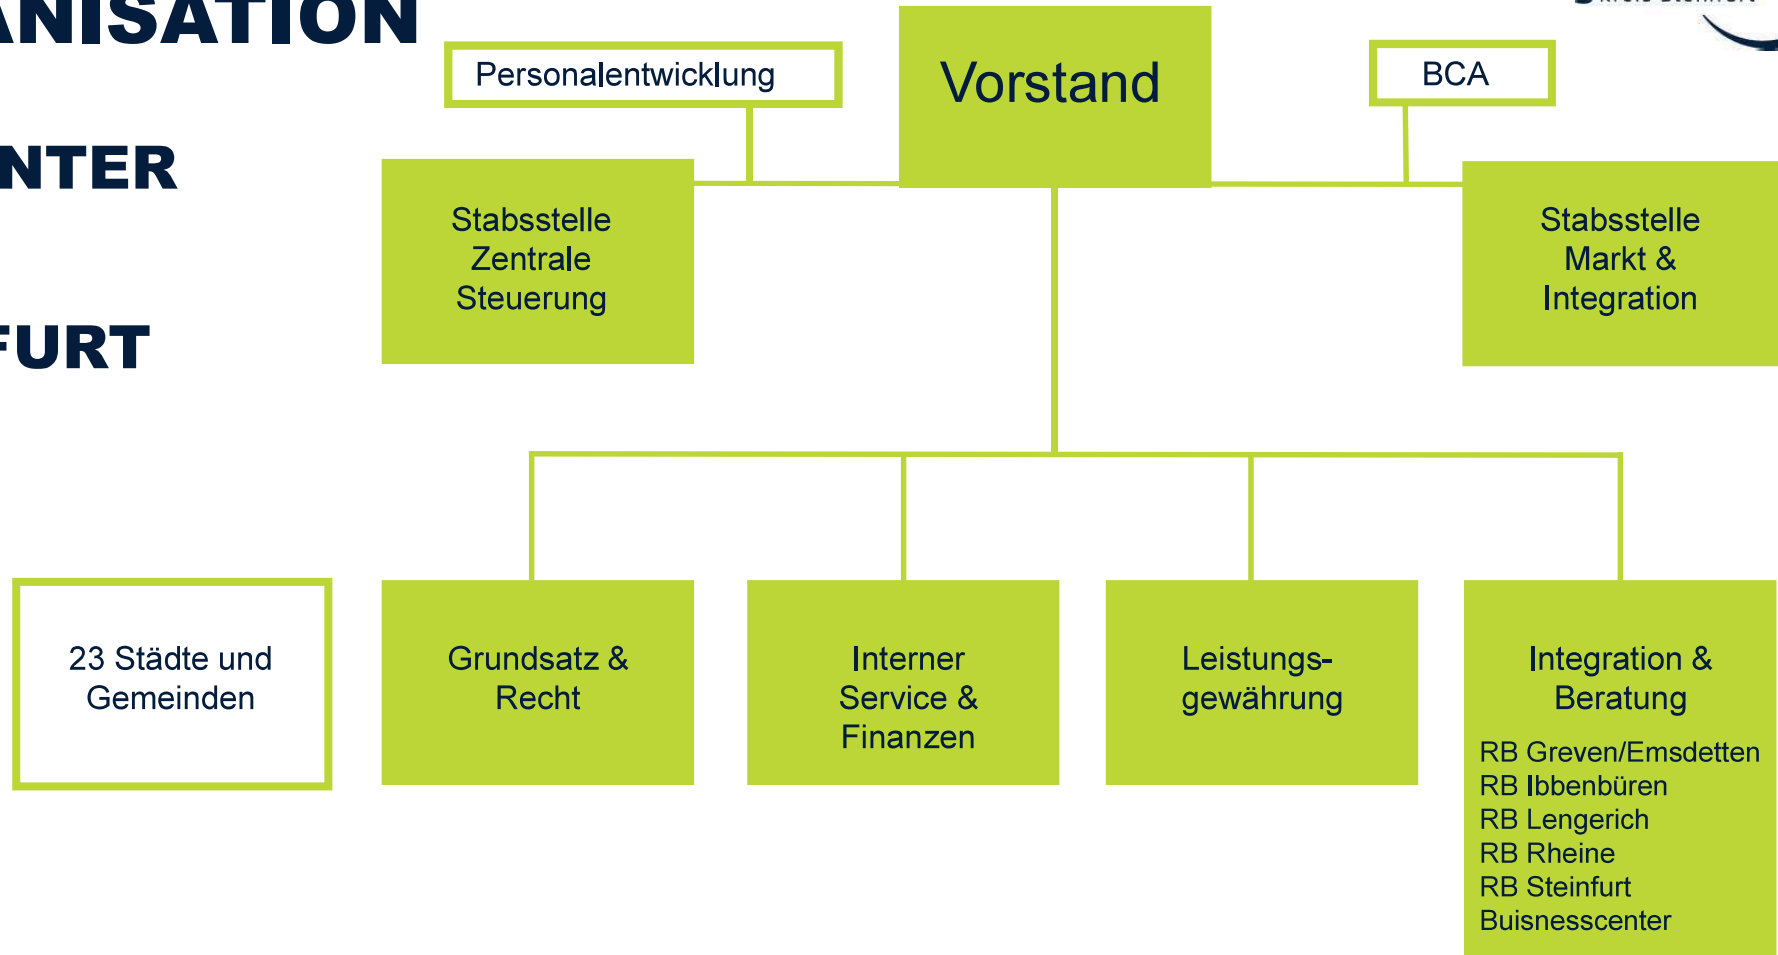 ANISATION
NTER
FURT
Personalentwicklung
Vorstand
BCA
Stabsstelle
Zentrale
Steuerung
Stabsstelle
Markt &
Integration
23 Städte und
Gemeinden
Grundsatz &
Recht
Interner
Service &
Finanzen
Leistungs-
gewährung
Integration &
Beratung
RB Greven/Emsdetten
RB Ibbenbüren
RB Lengerich
RB Rheine
RB Steinfurt
Buisnesscenter